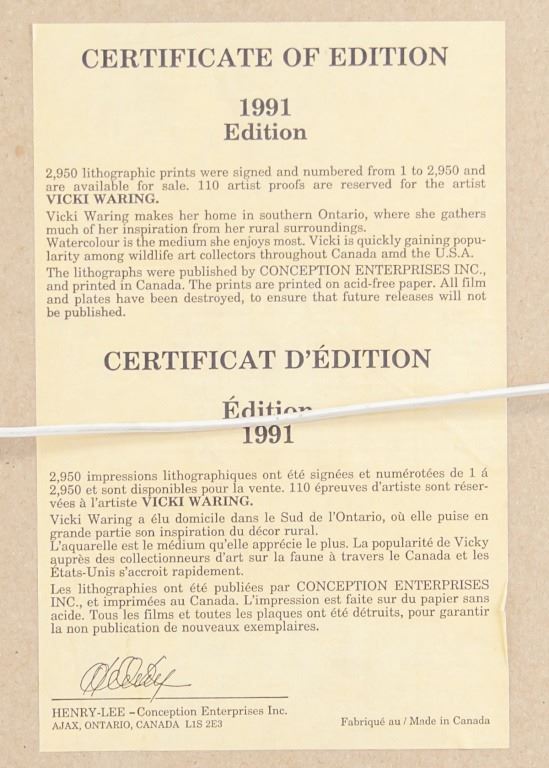 CERTIFICATE OF EDITION
1991
Edition
2,950 lithographic prints were signed and numbered from 1 to 2,950 and
are available for sale. 110 artist proofs are reserved for the artist
VICKI WARING.
Vicki Waring makes her home in southern Ontario, where she gathers
much of her inspiration from her rural surroundings.
Watercolour is the medium she enjoys most. Vicki is quickly gaining popu-
larity among wildlife art collectors throughout Canada amd the U.S.A.
The lithographs were published by CONCEPTION ENTERPRISES INC.,
and printed in Canada. The prints are printed on acid-free paper. All film
and plates have been destroyed, to ensure that future releases will not
be published.
CERTIFICAT D'ÉDITION
Édition
1991
2,950 impressions lithographiques ont été signées et numérotées de 1 á
2,950 et sont disponibles pour la vente. 110 épreuves d'artiste sont réser-
vées à l'artiste VICKI WARING.
Vicki Waring a élu domicile dans le Sud de l'Ontario, où elle puise en
grande partie son inspiration du décor rural.
L'aquarelle est le médium qu'elle apprécie le plus. La popularité de Vicky
auprès des collectionneurs d'art sur la faune à travers le Canada et les
États-Unis s'accroit rapidement.
Les lithographies ont été publiées par CONCEPTION ENTERPRISES
INC., et imprimées au Canada. L'impression est faite sur du papier sans
acide. Tous les films et toutes les plaques ont été détruits, pour garantir
la non publication de nouveaux exemplaires.
HENRY-LEE – Conception Enterprises Inc.
AJAX, ONTARIO, CANADA L1S 2E3
Fabriqué au / Made in Canada